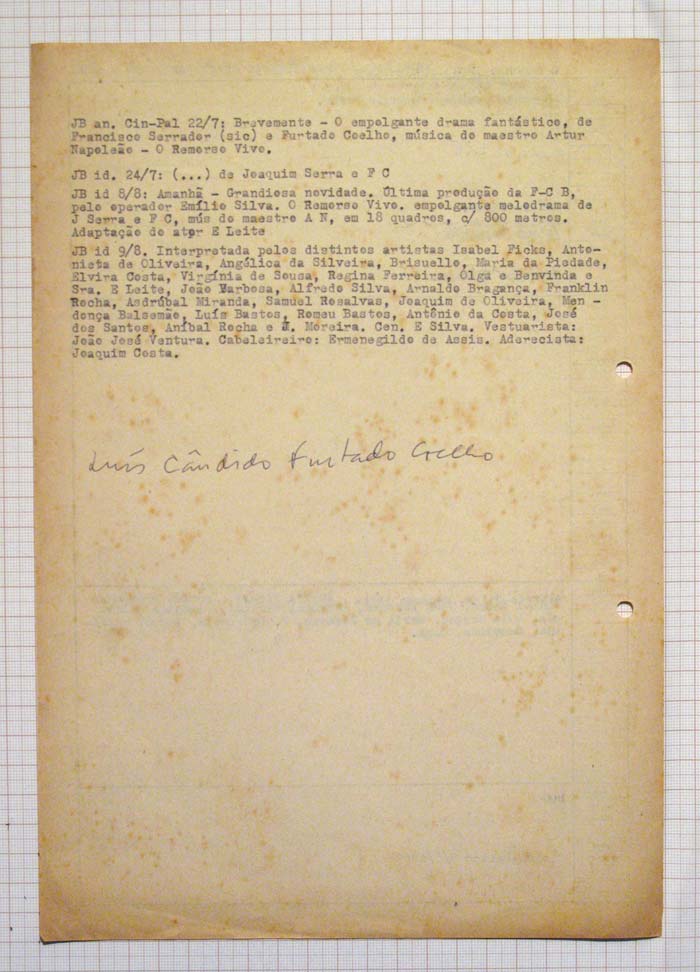 JB an. Cin-Pal 22/7: Brevemente - O empolgante drama fantástico, de
Francisco Serrador (sic) e Furtado Coelho, música do maestro Artur
Napoleão - O Remorso Vivo.
JB id. 24/7: (...) de Joaquim Serra e F C
JB id 8/8: Amanhã - Grandiosa novidade. Última produção da F-C B,
pelo operador Emílio Silva. O Remorso Vivo. empolgante melodrama de
J Serra e F C, mús do maestro A N, em 18 quadros, c/ 800 metros.
Adaptação do ator E Leite
JB id 9/8. Interpretada pelos distintos artistas Isabel Ficks, Anto-
nieta de Oliveira, Angélica da Silveira, Brisuello, Maria da Piedade,
Elvira Costa, Virgínia de Sousa, Regina Ferreira, Olga e Benvinda e
Sra. E Leite, João Barbosa, Alfredo Silva, Arnaldo Bragança, Franklin
Rocha, Asdrúbal Miranda, Samuel Rosalvas, Joaquim de Oliveira, Men -
donça Balsemão, Luís Bastos, Romeu Bastos, Antônio da Costa, José
dos Santos, Aníbal Rocha e J. Moreira. Cen. E Silva. Vestuarista:
João José Ventura. Cabeleireiro: Ermenegildo de Assis. Aderecista:
Joaquim Costa.
Luís Cândido Furtado Coelho